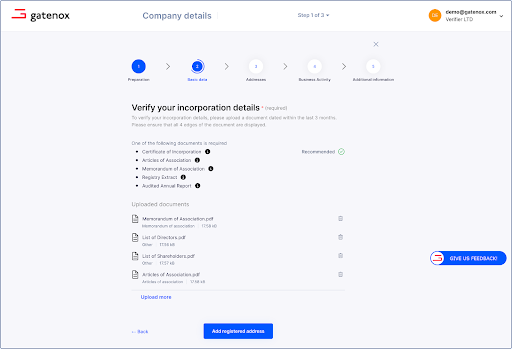 gatenox
Company details
Step 1 of 3
De
demo@gatenox.com
Verifier LTD
1
2
3
4
5
Preparation
Basic data
Addresses
Business Activity
Additional information
Verify your incorporation details * (required)
To verify your incorporation details, please upload a document dated within the last 3 months.
Please ensure that all 4 edges of the document are displayed.
One of the following documents is required
• Certificate of Incorporation
Recommended
• Articles of Association
• Memorandum of Association
• Registry Extract
• Audited Annual Report
Uploaded documents
Memorandum of Association.pdf
Memorandum of association | 17.58 kB
List of Directors.pdf
Other | 17.58 kB
List of Shareholders.pdf
Other | 17.57 kB
Articles of Association.pdf
Articles of association | 17.58 kB
Upload more
GIVE US FEEDBACK!
← Back
Add registered address